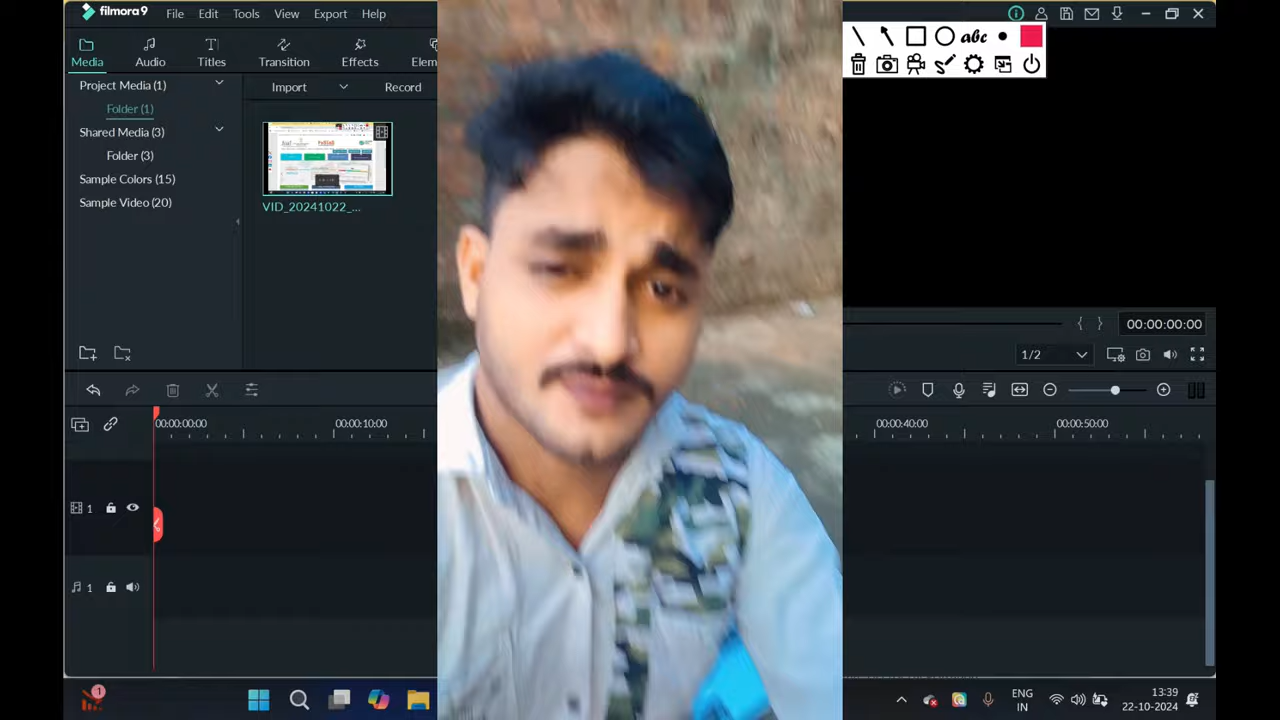 filmora9 File Edit Tools View Export Help
abc
Media Audio Titles Transition Effects Elem
Project Media (1) Import Record
Folder (1)
Shared Media (3)
Folder (3)
Sample Colors (15)
Sample Video (20) VID_20241022_...
00:00:00:00
1/2
00:00:00:00 00:00:10:00 00:00:40:00 00:00:50:00
1
1
1
ENG 13:39
IN 22-10-2024